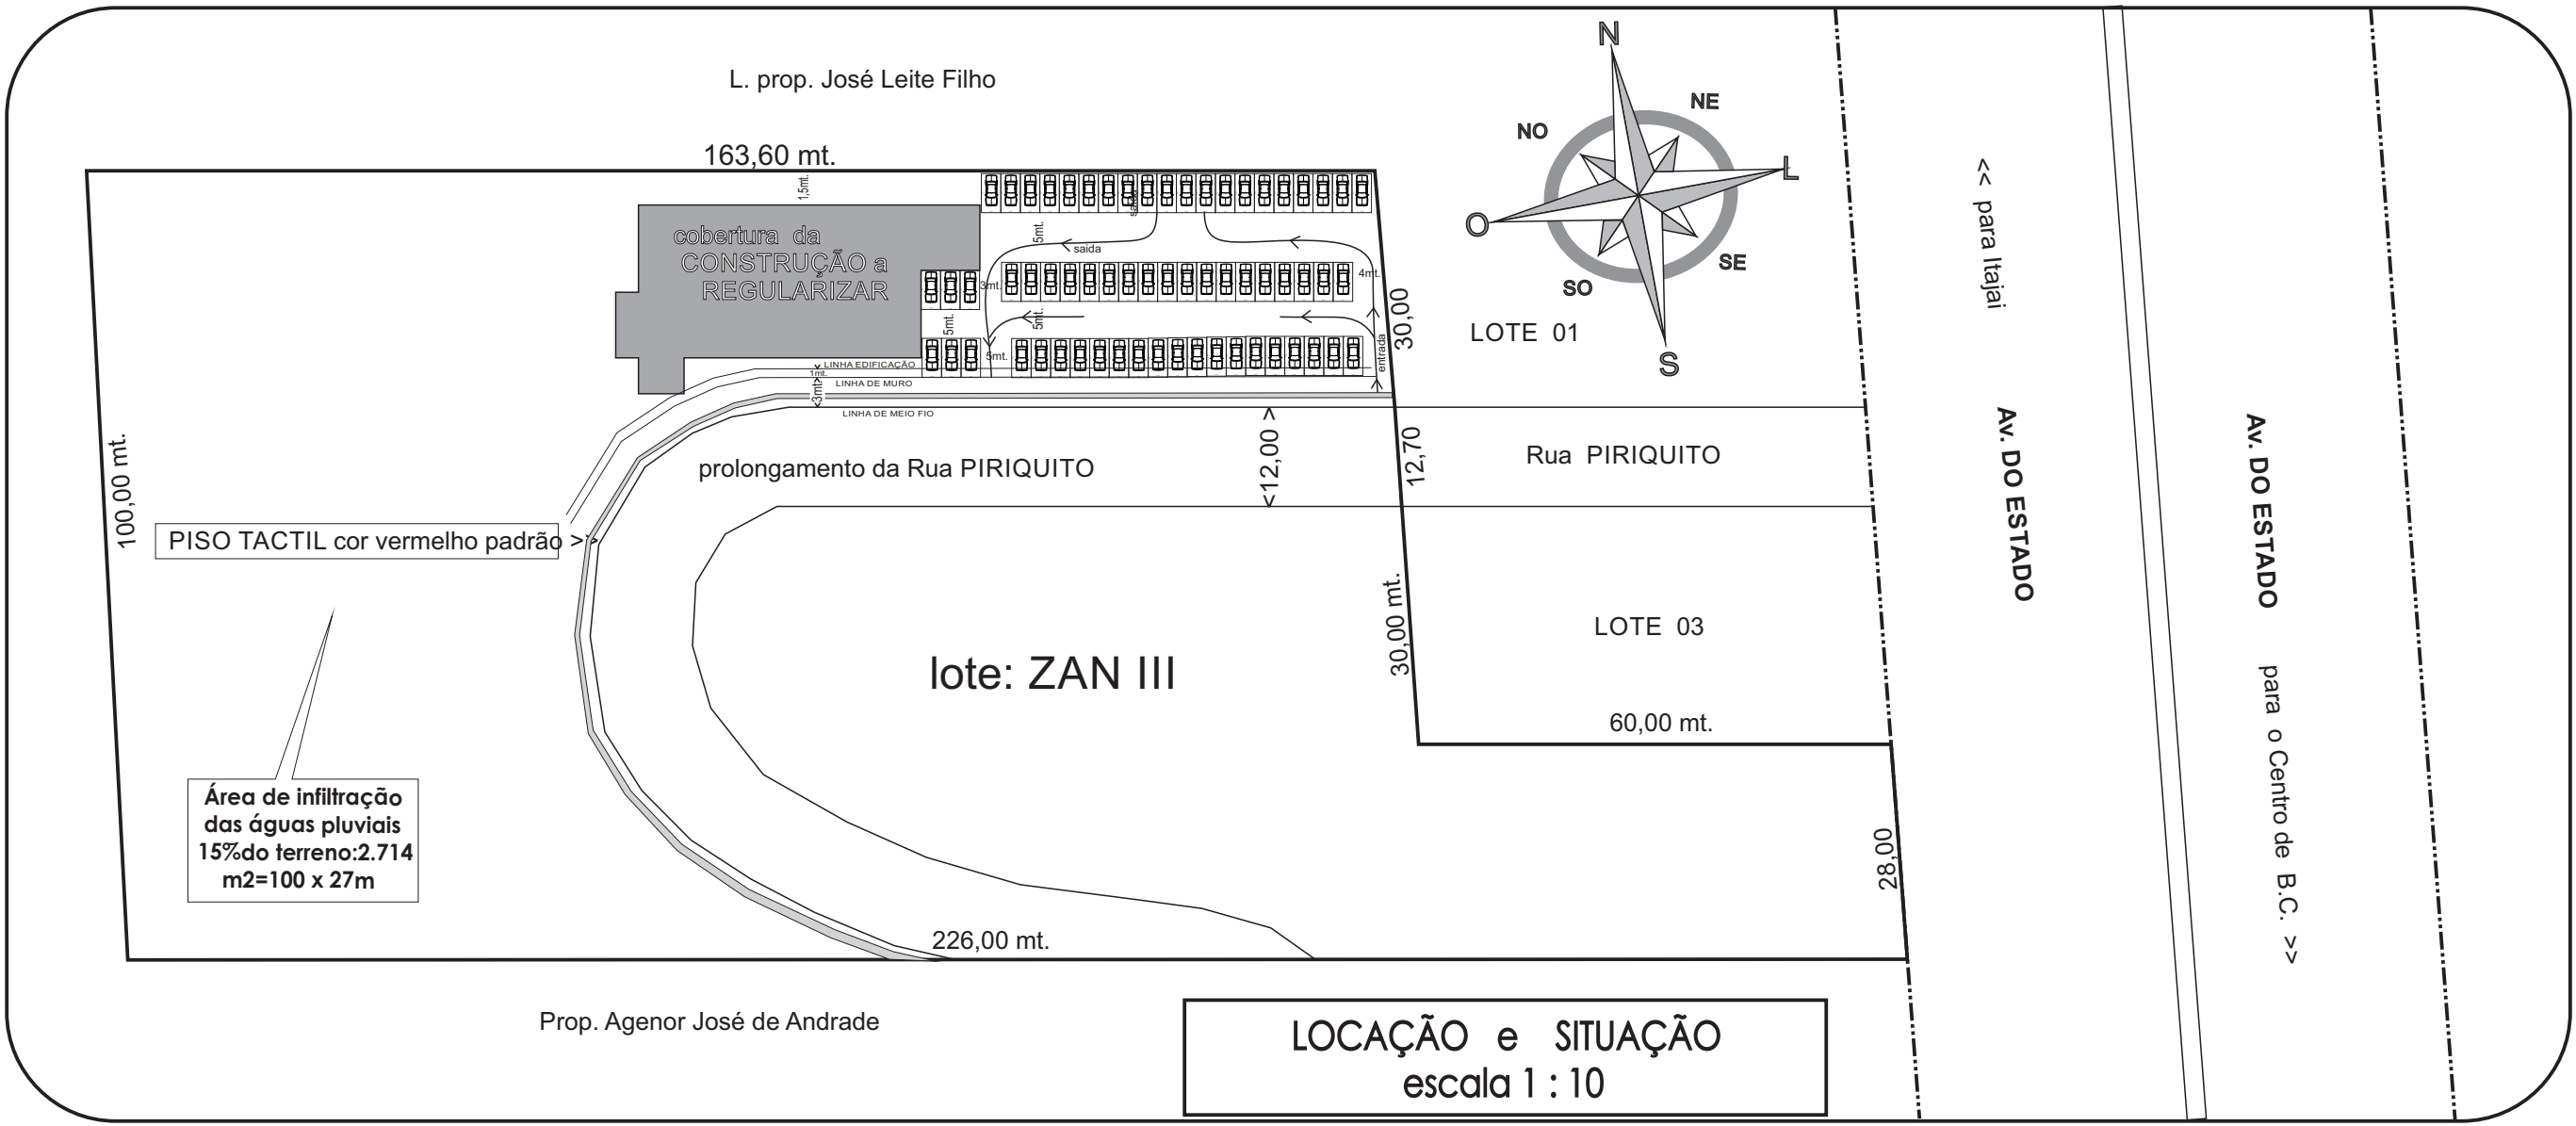 L. prop. José Leite Filho
163,60 mt.
1,5mt.
N
NE
NO
L
O
SE
SO
S
cobertura da
CONSTRUÇÃO a
REGULARIZAR
saida
5mt.
saida
3mt.
4mt.
5mt.
5mt.
5mt.
entrada
30,00
LOTE 01
<< para Itajai
LINHA EDIFICAÇÃO
1mt.
LINHA DE MURO
<3mt>
LINHA DE MEIO FIO
100,00 mt.
prolongamento da Rua PIRIQUITO
<12,00 >
12,70
Rua PIRIQUITO
Av. DO ESTADO
Av. DO ESTADO para o Centro de B.C. >>
PISO TACTIL cor vermelho padrão >>
30,00 mt.
LOTE 03
lote: ZAN III
60,00 mt.
Área de infiltração
das águas pluviais
15%do terreno:2.714
m2=100 x 27m
28,00
226,00 mt.
Prop. Agenor José de Andrade
LOCAÇÃO e SITUAÇÃO
escala 1 : 10